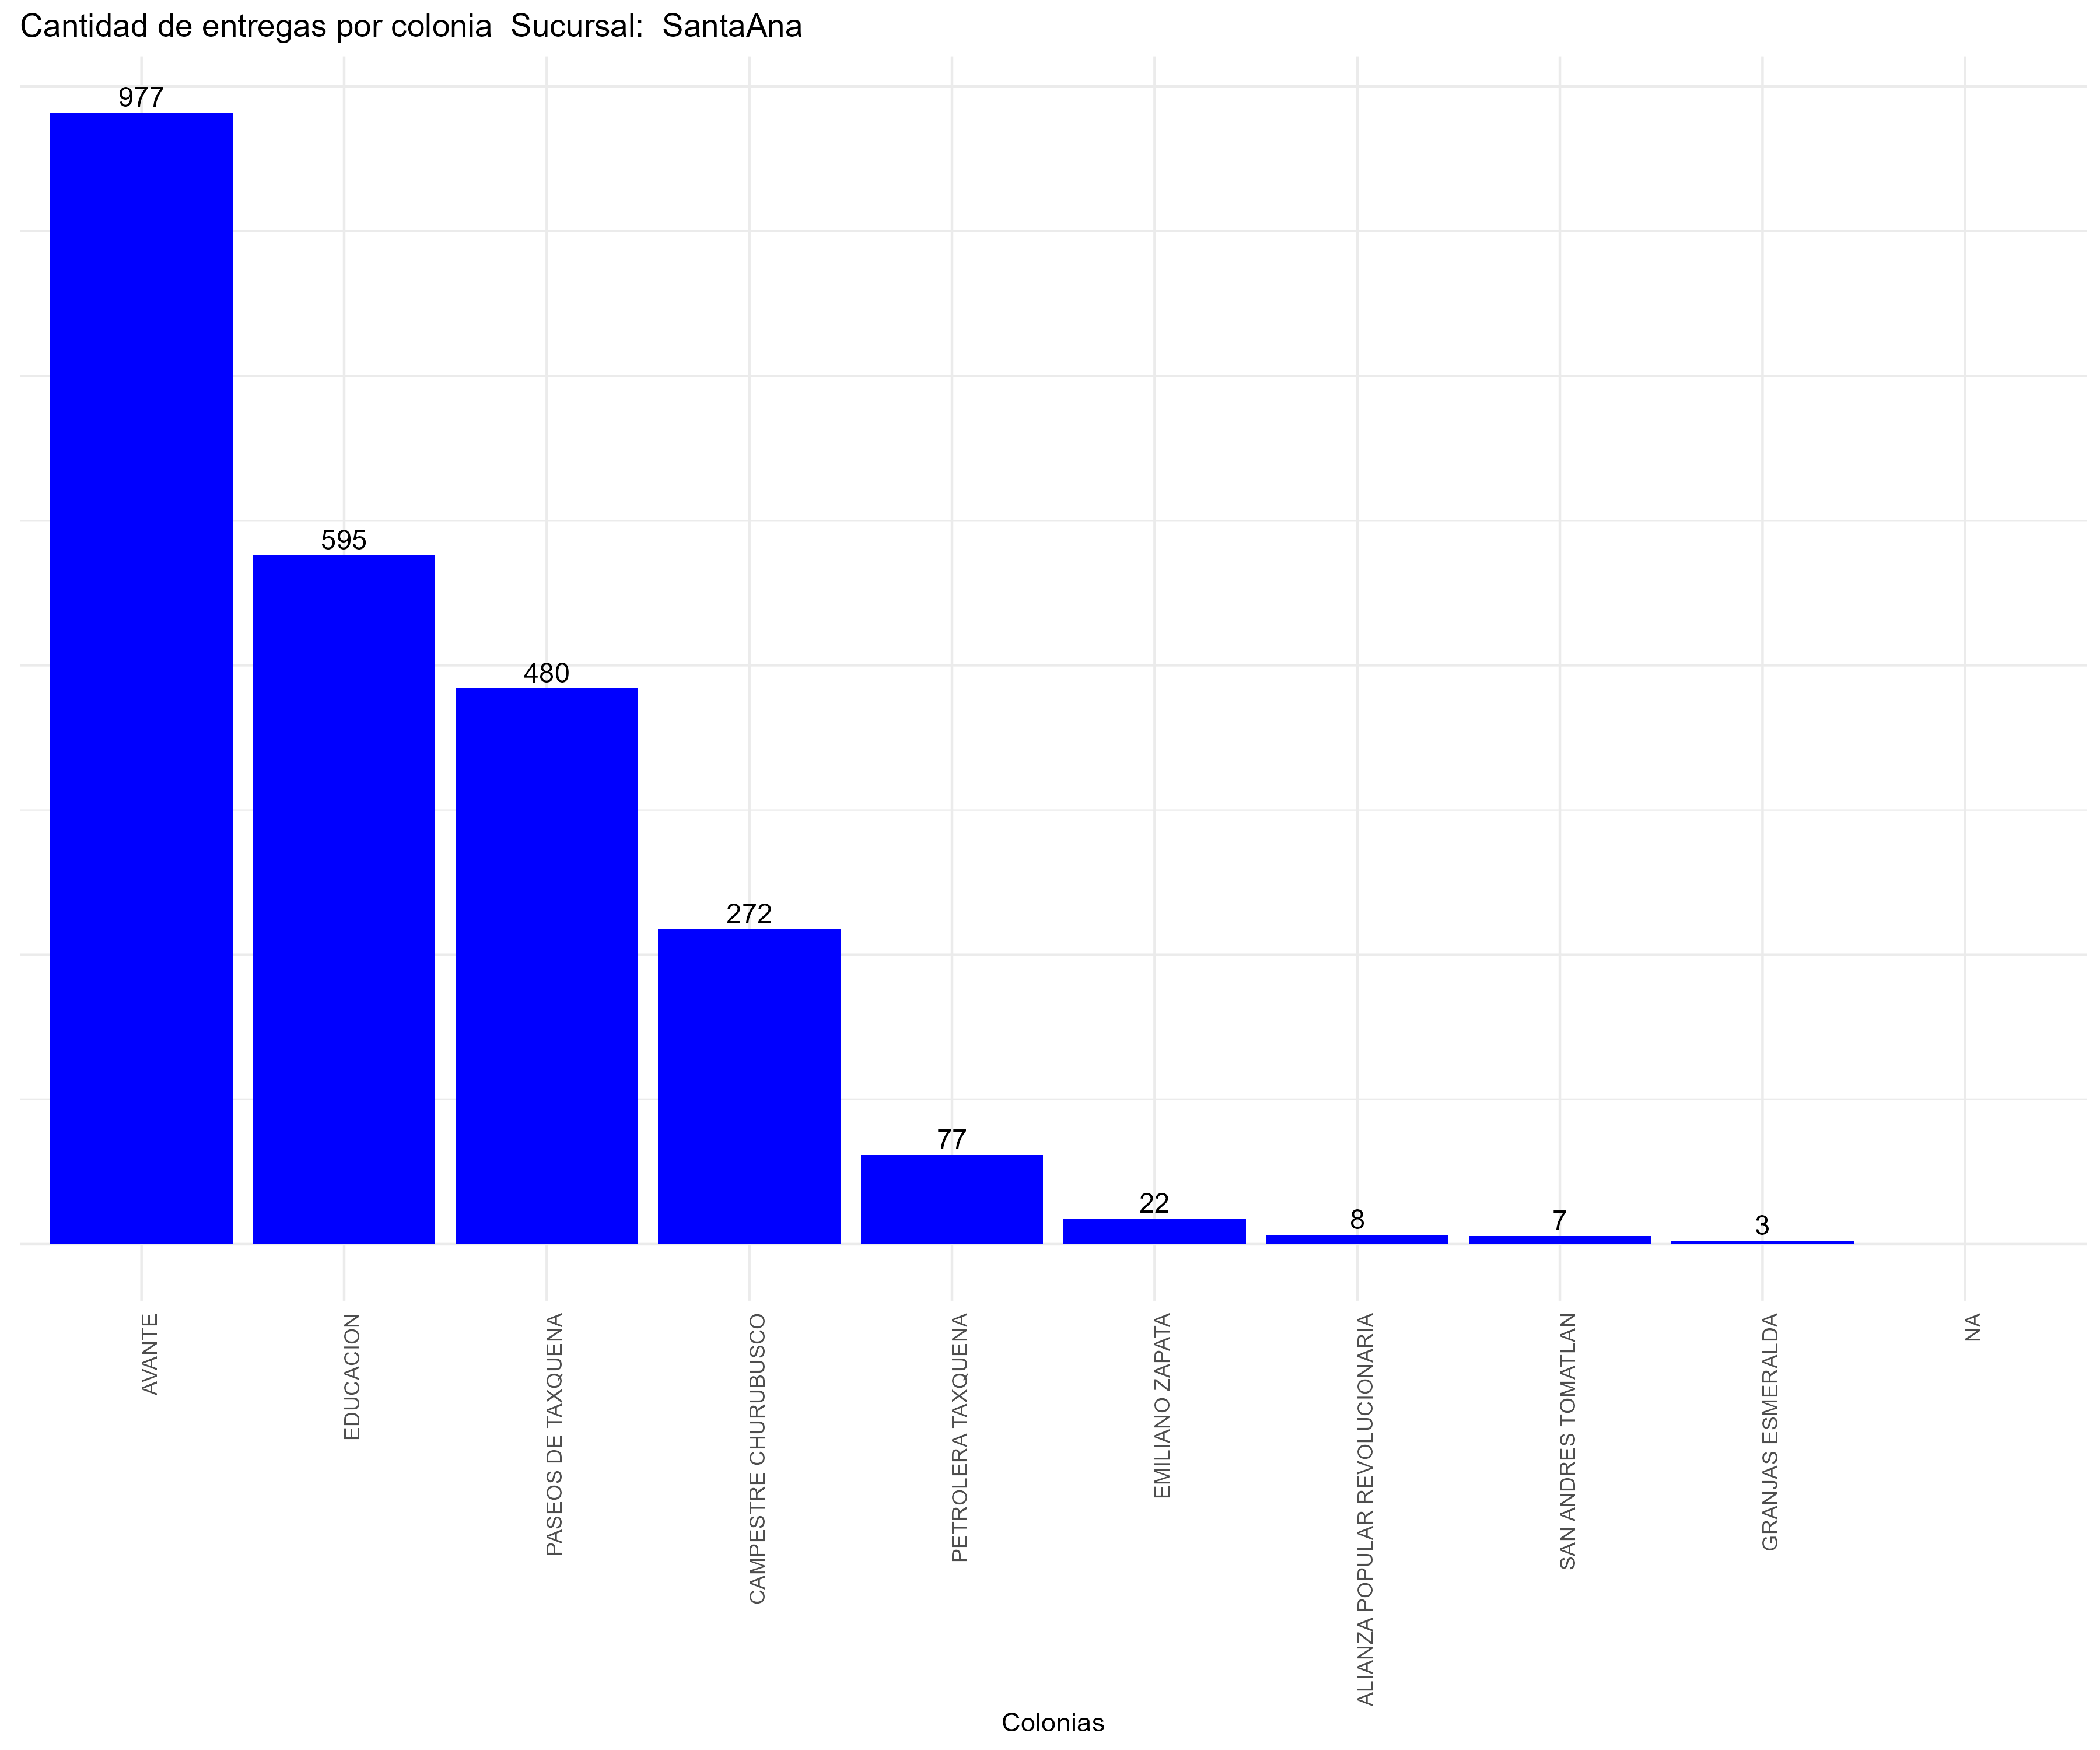 Cantidad de entregas por colonia  Sucursal:  SantaAna
977
595
480
272
77
22
8
7
3
AVANTE
EDUCACION
PASEOS DE TAXQUENA
CAMPESTRE CHURUBUSCO
PETROLERA TAXQUENA
EMILIANO ZAPATA
ALIANZA POPULAR REVOLUCIONARIA
SAN ANDRES TOMATLAN
GRANJAS ESMERALDA
NA
Colonias